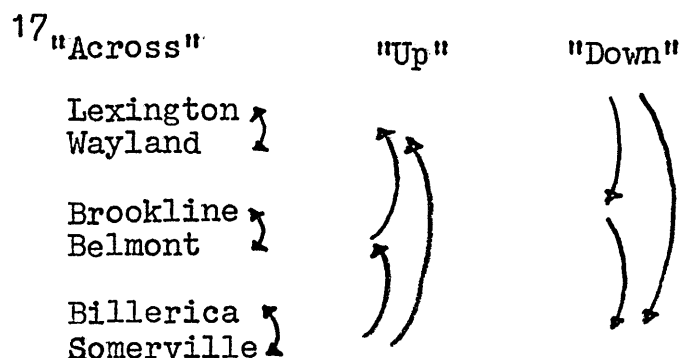 17 "Across" "Up" "Down"
Lexington
Wayland
Brookline
Belmont
Billerica
Somerville